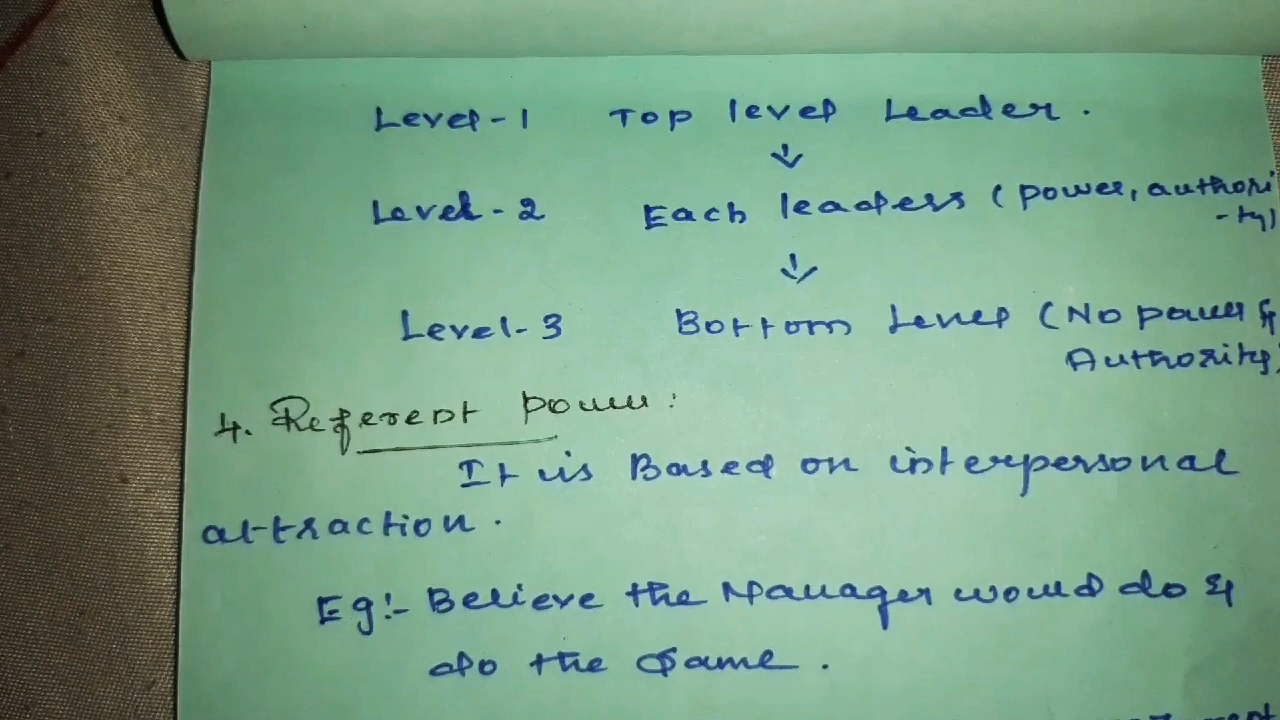 Level-1 Top level Leader.
↓
Level-2 Each leaders (power, authori
-ty)
↓
Level-3 Bottom Level (No power &
Authority)
4. Referent power:
It is Based on interpersonal
attraction.
Eg:- Believe the Manager would do &
do the same.